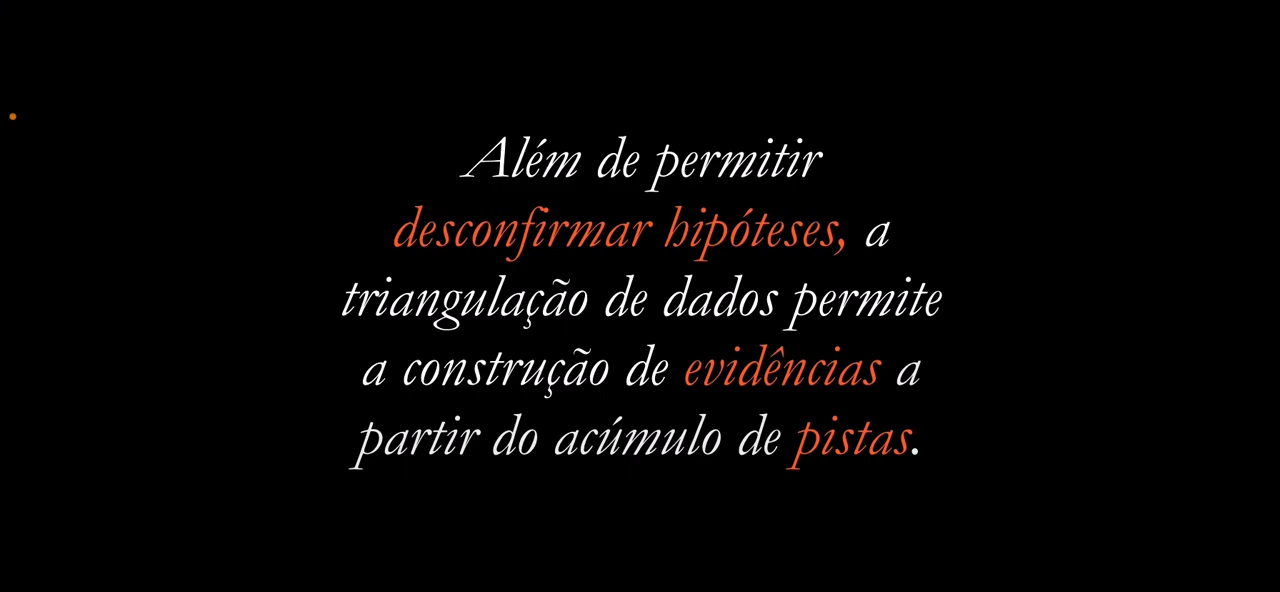 Além de permitir
desconfirmar hipóteses, a
triangulação de dados permite
a construção de evidências a
partir do acúmulo de pistas.